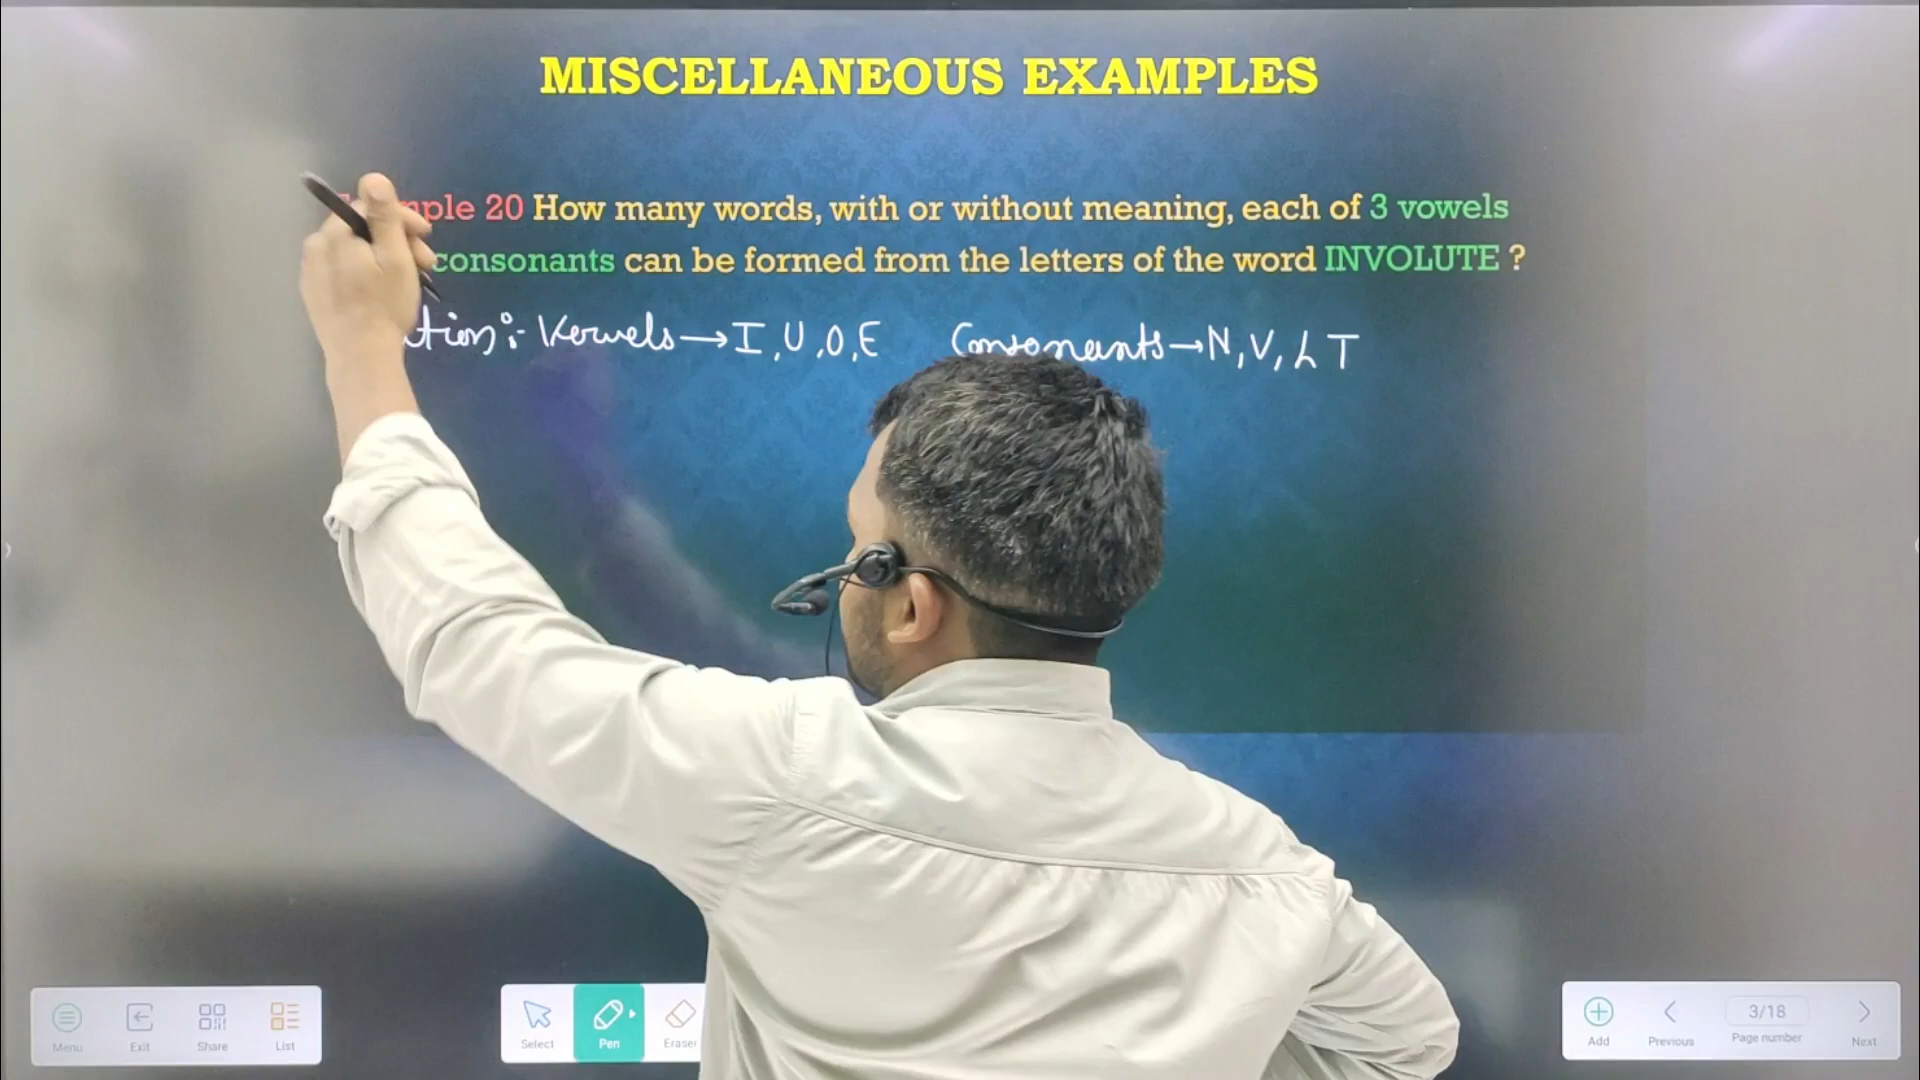 MISCELLANEOUS EXAMPLES
mple 20 How many words, with or without meaning, each of 3 vowels
consonants can be formed from the letters of the word INVOLUTE ?
ution:- Vowels → I, U, O, E Consonants → N, V, L T
Menu Exit Share List
Select Pen Eraser
3/18
Add Previous Page number Next